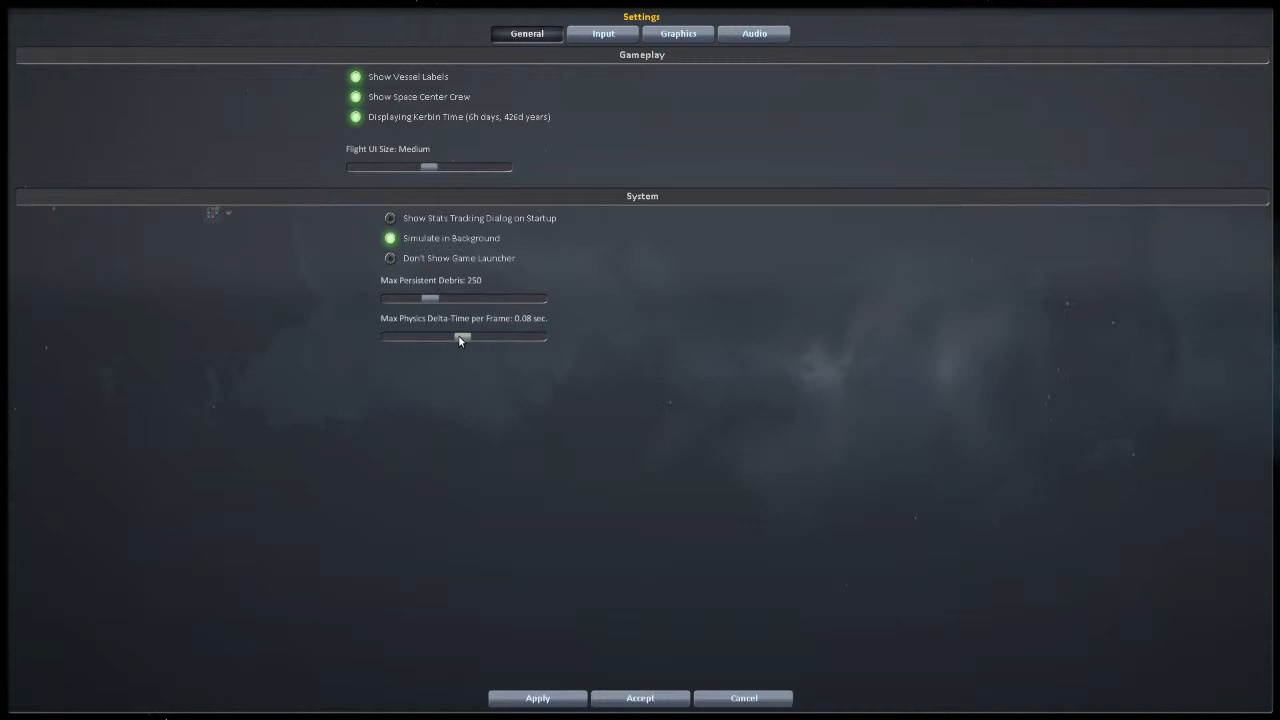 Settings
General Input Graphics Audio
Gameplay
Show Vessel Labels
Show Space Center Crew
Displaying Kerbin Time (6h days, 426d years)
Flight UI Size: Medium
System
Show Stats Tracking Dialog on Startup
Simulate in Background
Don't Show Game Launcher
Max Persistent Debris: 250
Max Physics Delta-Time per Frame: 0.08 sec.
Apply Accept Cancel